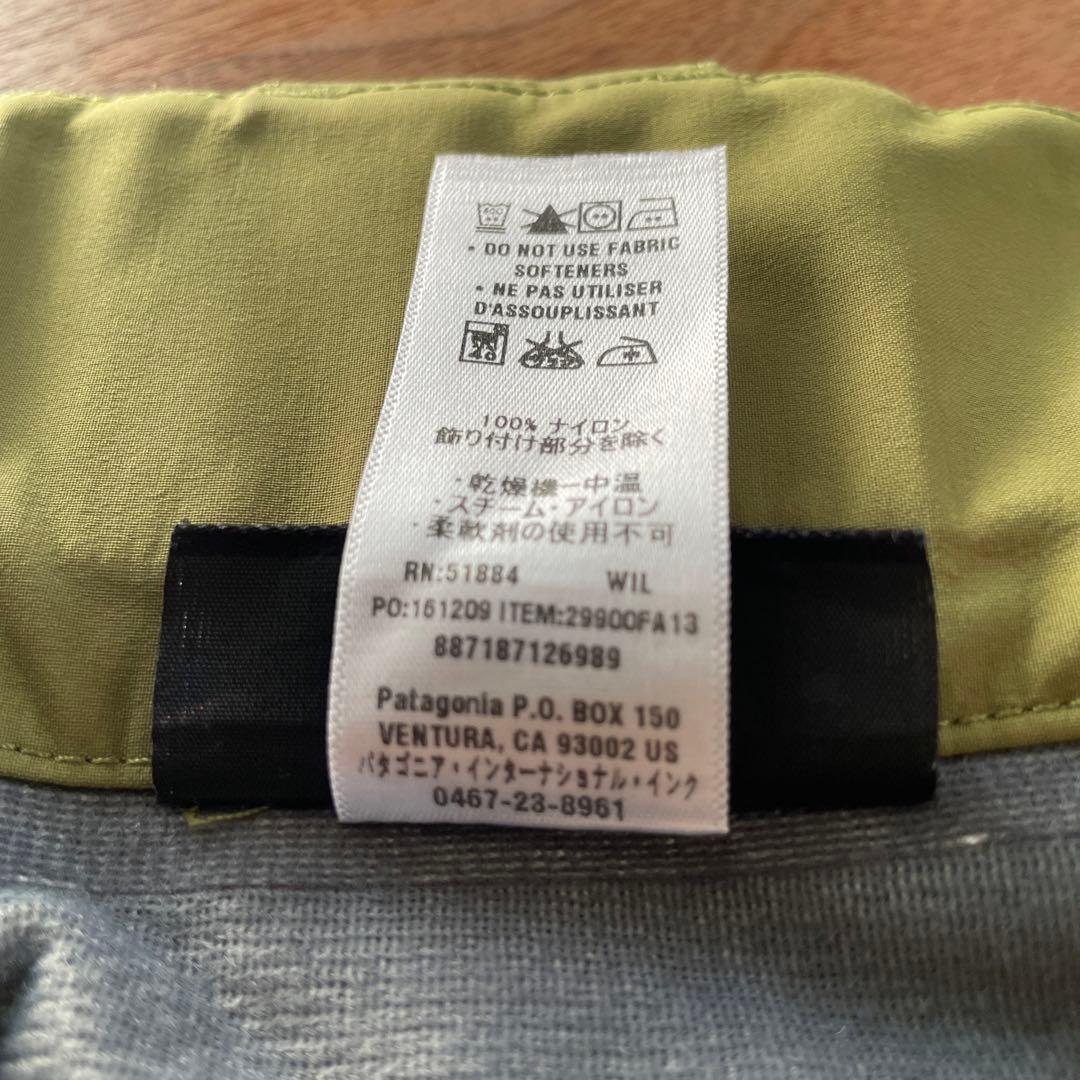 • DO NOT USE FABRIC
SOFTENERS
• NE PAS UTILISER
D'ASSOUPLISSANT
100% ナイロン
飾り付け部分を除く
・乾燥機ー中温
・スチーム・アイロン
・柔軟剤の使用不可
RN:51884 WIL
PO:161209 ITEM:29900FA13
887187126989
Patagonia P.O. BOX 150
VENTURA, CA 93002 US
パタゴニア・インターナショナル・インク
0467-23-8961